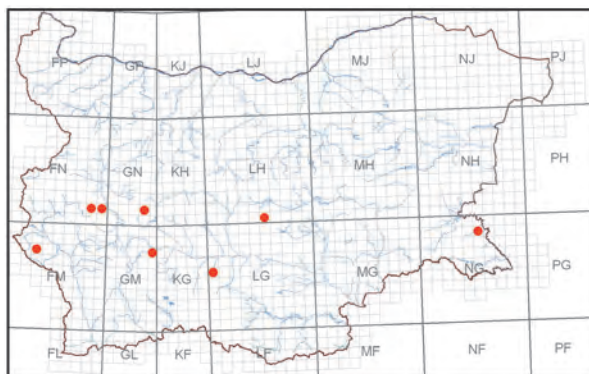 FP GP KJ LJ MJ NJ PJ
FN GN KH LH MH NH PH
FM GM KG LG MG NG PG
FL GL KF LF MF NF PF